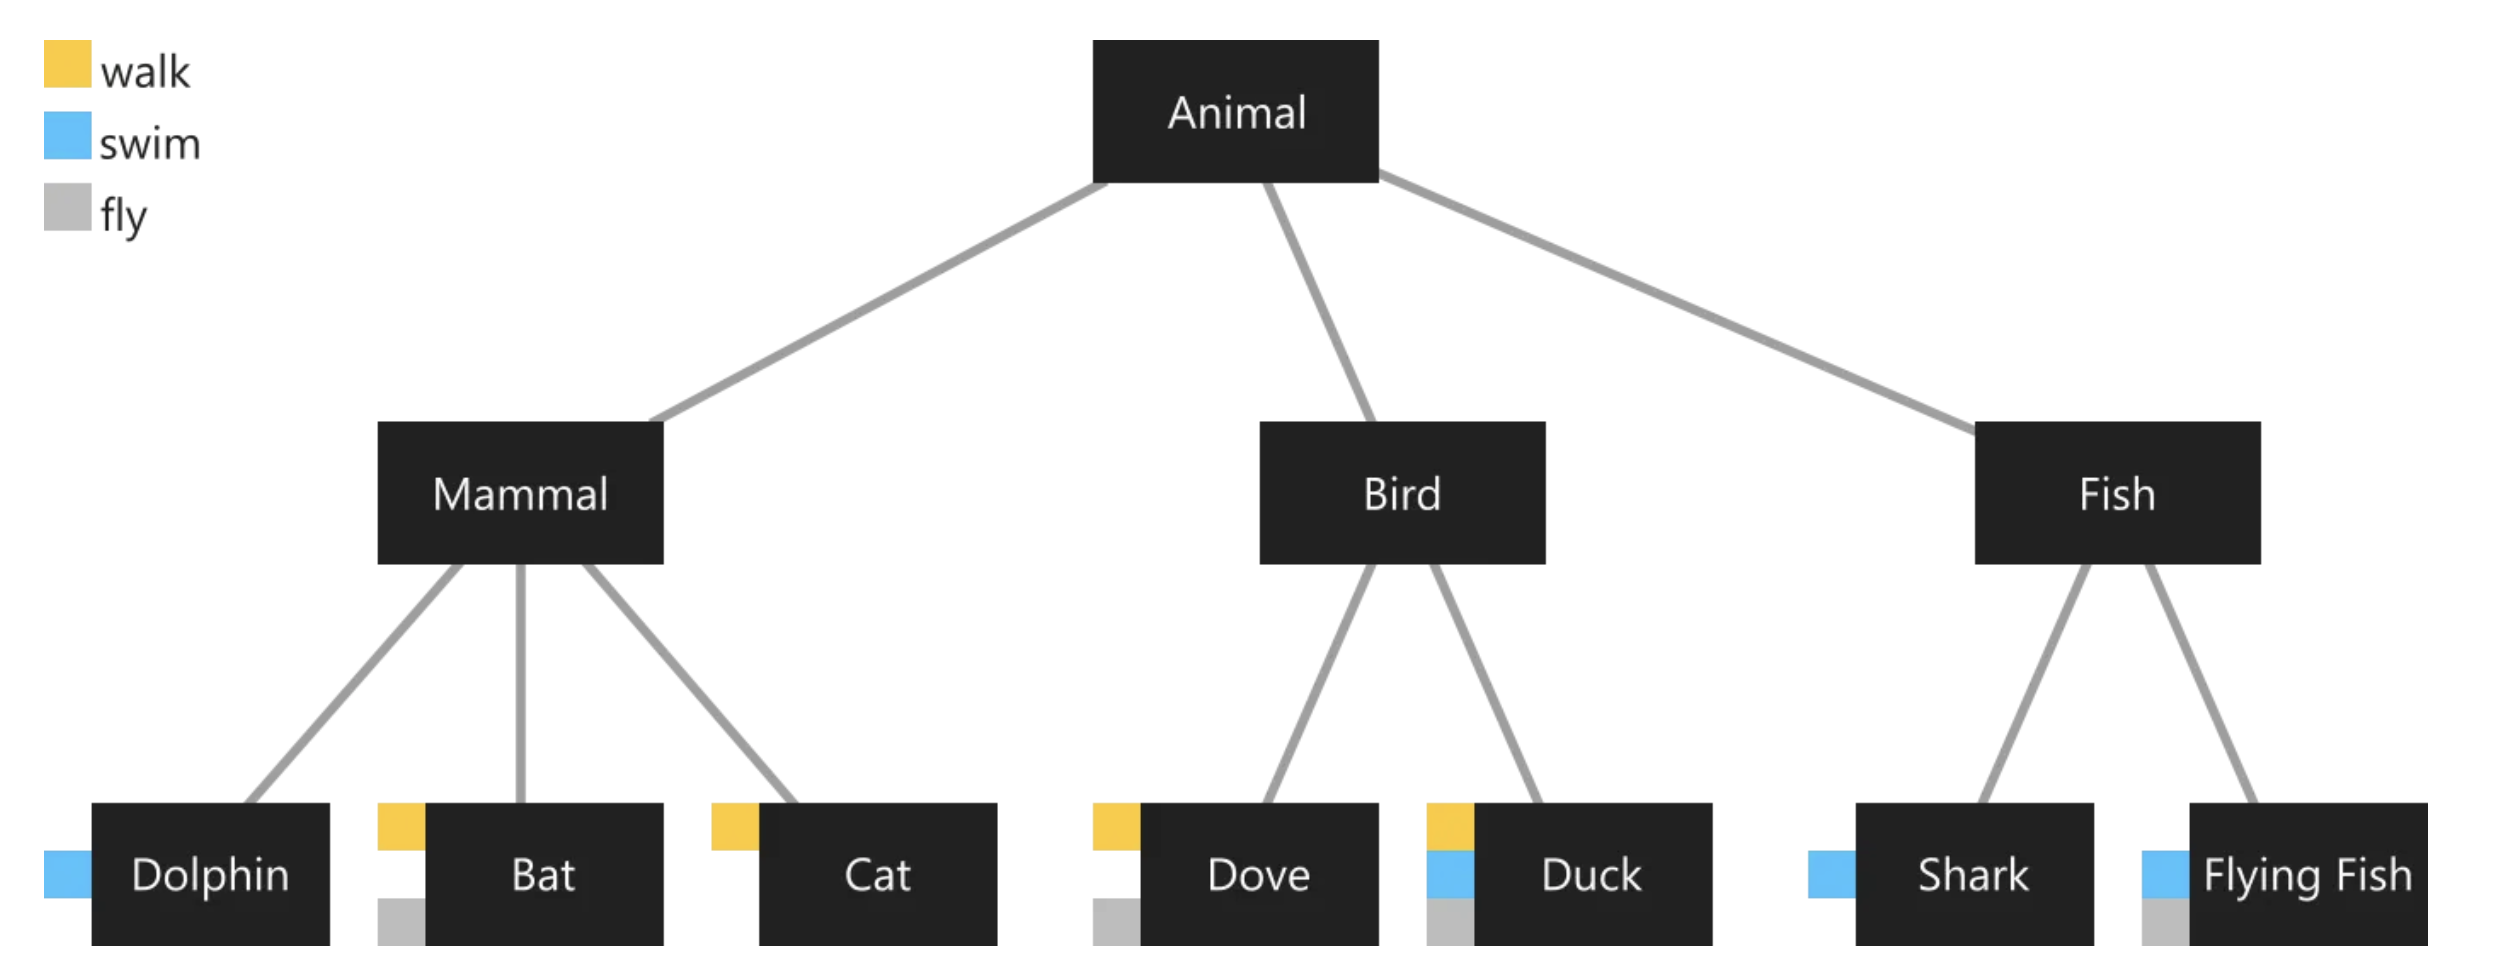 walk
swim
fly
Animal
Mammal
Bird
Fish
Dolphin
Bat
Cat
Dove
Duck
Shark
Flying Fish